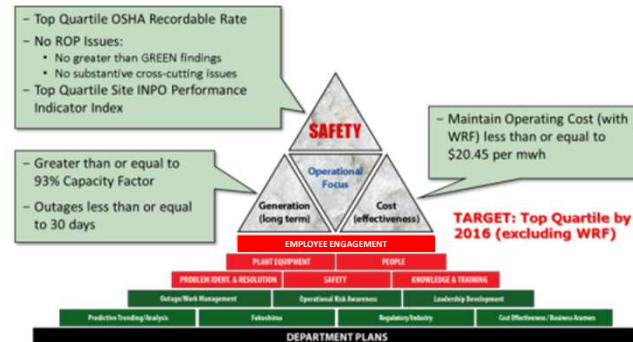 – Top Quartile OSHA Recordable Rate
– No ROP Issues:
• No greater than GREEN findings
• No substantive cross-cutting issues
– Top Quartile Site INPO Performance
Indicator Index
– Maintain Operating Cost (with
WRF) less than or equal to
$20.45 per mwh
– Greater than or equal to
93% Capacity Factor
– Outages less than or equal
to 30 days
SAFETY
Operational
Focus
Generation
(long term)
Cost
(effectiveness)
TARGET: Top Quartile by
2016 (excluding WRF)
EMPLOYEE ENGAGEMENT
PLANT EQUIPMENT
PEOPLE
PROBLEM IDENT. & RESOLUTION
SAFETY
KNOWLEDGE & TRAINING
Outage/Work Management
Operational Risk Awareness
Leadership Development
Predictive Trending/Analysis
Fukushima
Regulatory/Industry
Cost Effectiveness / Business Acumen
DEPARTMENT PLANS